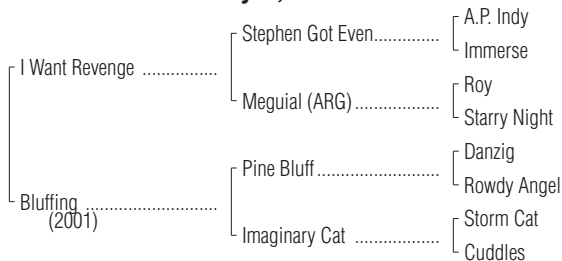 A.P. Indy
Stephen Got Even
Immerse
I Want Revenge
Roy
Meguial (ARG)
Starry Night
Danzig
Pine Bluff
Rowdy Angel
Bluffing
(2001)
Storm Cat
Imaginary Cat
Cuddles